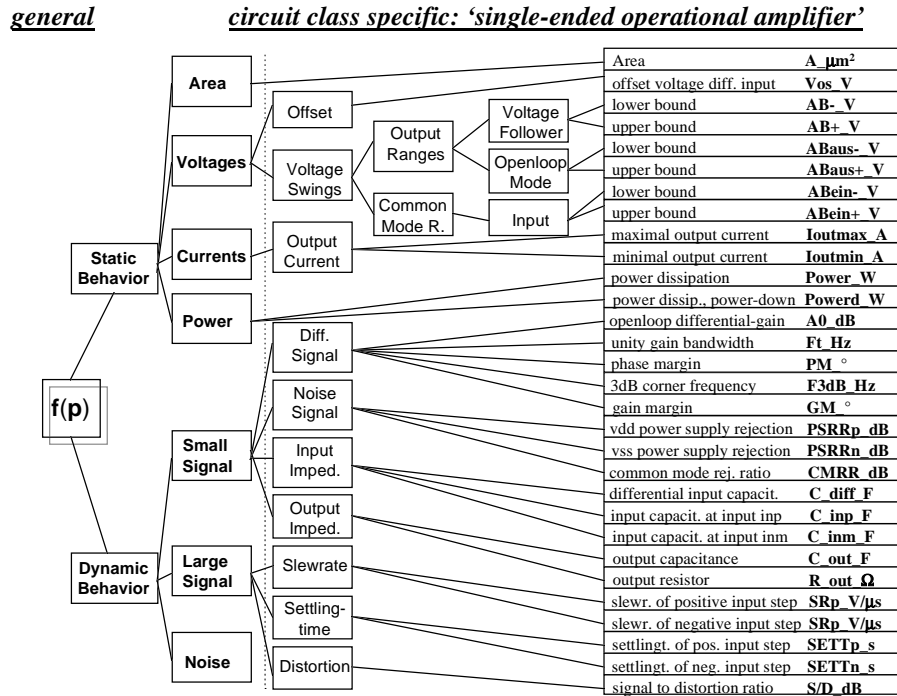 general
circuit class specific: ‘single-ended operational amplifier’
f(p)
Static
Behavior
Dynamic
Behavior
Area
Voltages
Currents
Power
Small
Signal
Large
Signal
Noise
Offset
Voltage
Swings
Output
Current
Diff.
Signal
Noise
Signal
Input
Imped.
Output
Imped.
Slewrate
Settling-
time
Distortion
Output
Ranges
Common
Mode R.
Voltage
Follower
Openloop
Mode
Input
Area A_µm²
offset voltage diff. input Vos_V
lower bound AB-_V
upper bound AB+_V
lower bound ABaus-_V
upper bound ABaus+_V
lower bound ABein-_V
upper bound ABein+_V
maximal output current Ioutmax_A
minimal output current Ioutmin_A
power dissipation Power_W
power dissip., power-down Powerd_W
openloop differential-gain A0_dB
unity gain bandwidth Ft_Hz
phase margin PM_°
3dB corner frequency F3dB_Hz
gain margin GM_°
vdd power supply rejection PSRRp_dB
vss power supply rejection PSRRn_dB
common mode rej. ratio CMRR_dB
differential input capacit. C_diff_F
input capacit. at input inp C_inp_F
input capacit. at input inm C_inm_F
output capacitance C_out_F
output resistor R_out_Ω
slewr. of positive input step SRp_V/µs
slewr. of negative input step SRp_V/µs
settlingt. of pos. input step SETTp_s
settlingt. of neg. input step SETTn_s
signal to distortion ratio S/D_dB